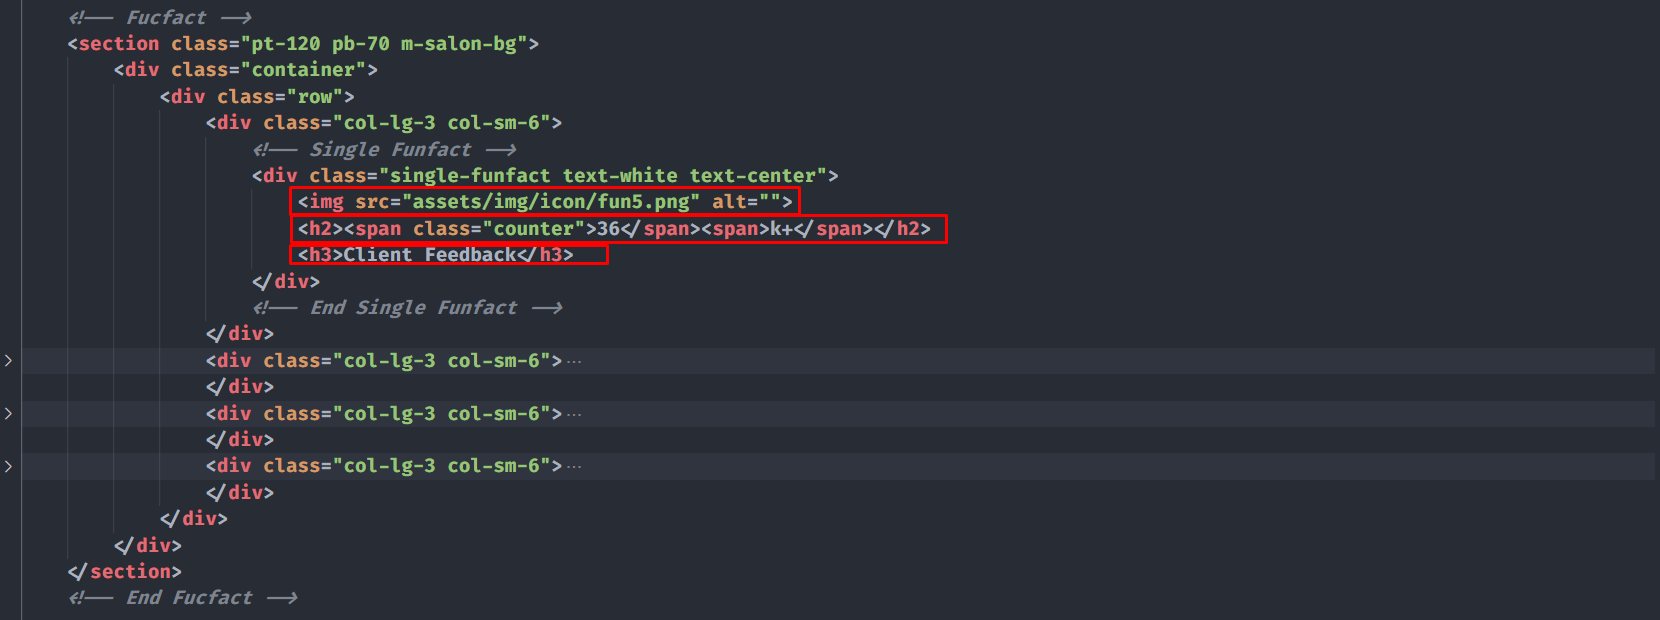 <!-- Fucfact -->
<section class="pt-120 pb-70 m-salon-bg">
<div class="container">
<div class="row">
<div class="col-lg-3 col-sm-6">
<!-- Single Funfact -->
<div class="single-funfact text-white text-center">
<img src="assets/img/icon/fun5.png" alt="">
<h2><span class="counter">36</span><span>k+</span></h2>
<h3>Client Feedback</h3>
</div>
<!-- End Single Funfact -->
</div>
<div class="col-lg-3 col-sm-6">...
</div>
<div class="col-lg-3 col-sm-6">...
</div>
<div class="col-lg-3 col-sm-6">...
</div>
</div>
</div>
</section>
<!-- End Fucfact -->